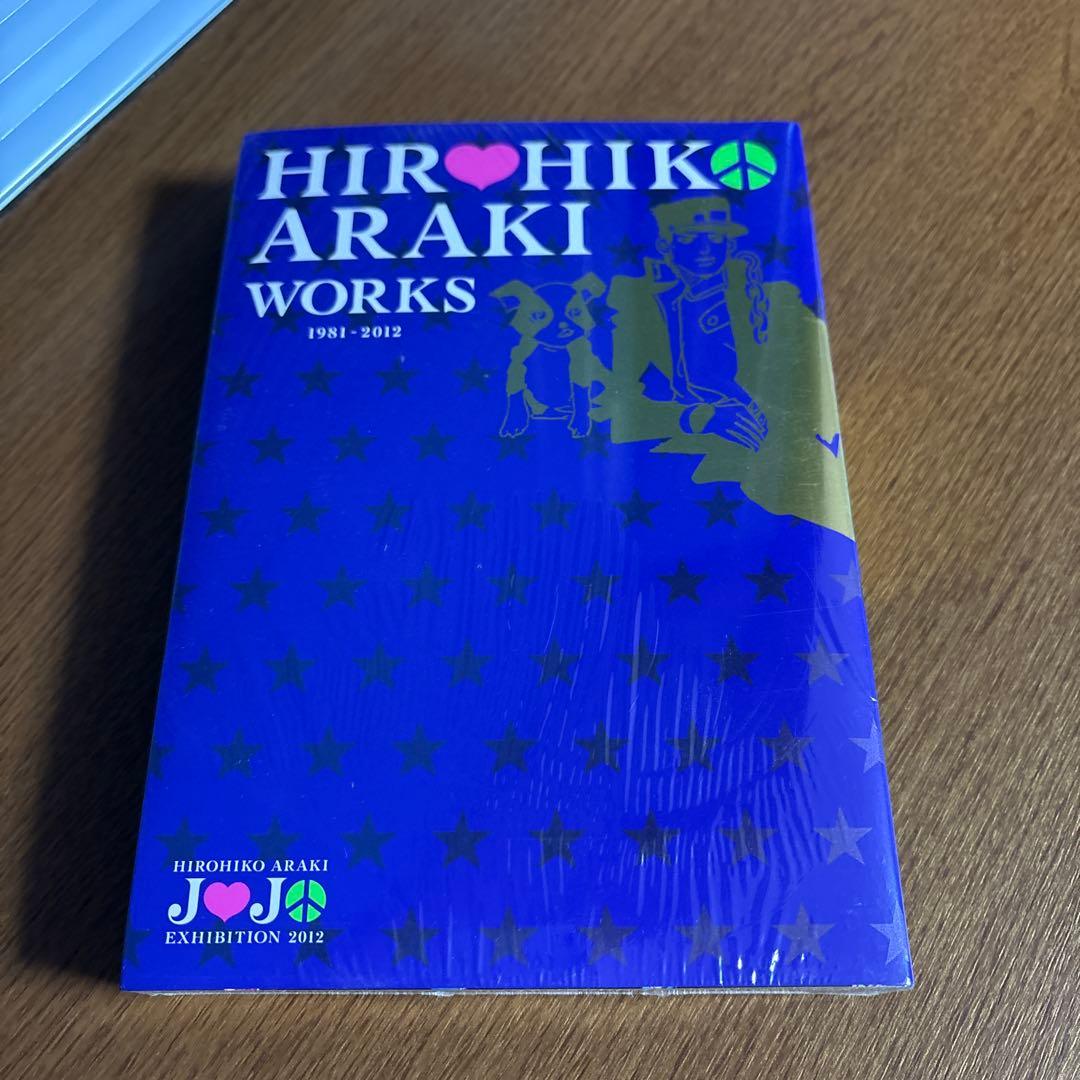 HIR♥HIK☮
ARAKI
WORKS
1981-2012
HIROHIKO ARAKI
J♥J☮
EXHIBITION 2012